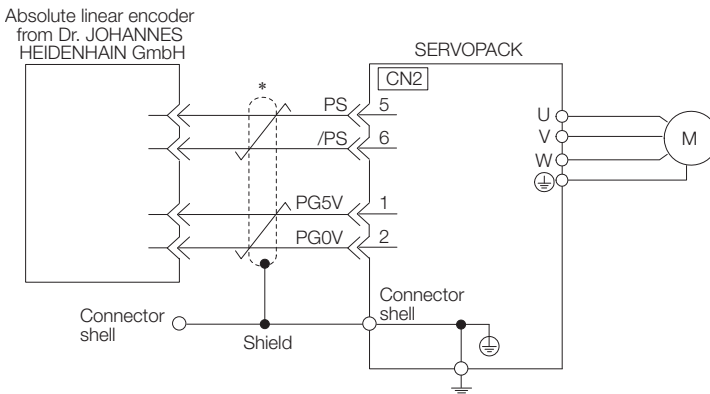 Absolute linear encoder
from Dr. JOHANNES
HEIDENHAIN GmbH
SERVOPACK
CN2
*
PS 5
/PS 6
PG5V 1
PG0V 2
U
V
W
M
Connector
shell
Shield
Connector
shell